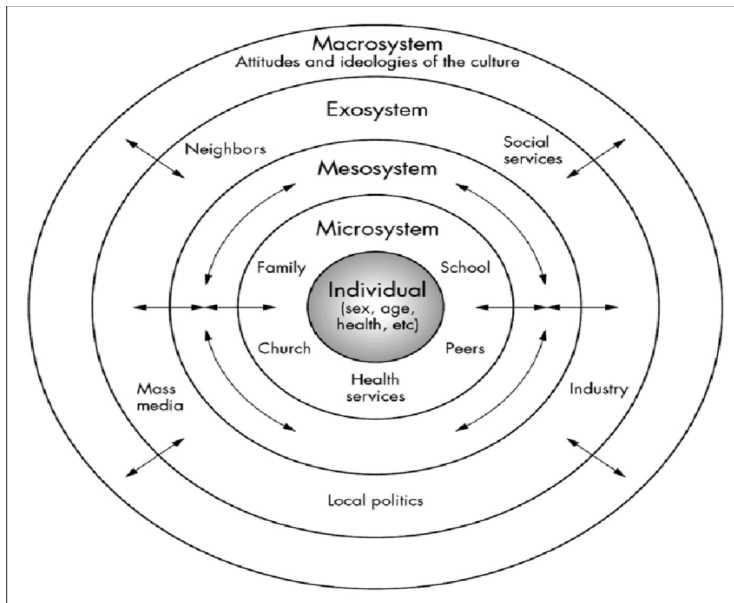 Macrosystem
Attitudes and ideologies of the culture
Exosystem
Neighbors
Social
services
Mesosystem
Microsystem
Family
School
Individual
(sex, age,
health, etc)
Church
Peers
Health
services
Mass
media
Industry
Local politics